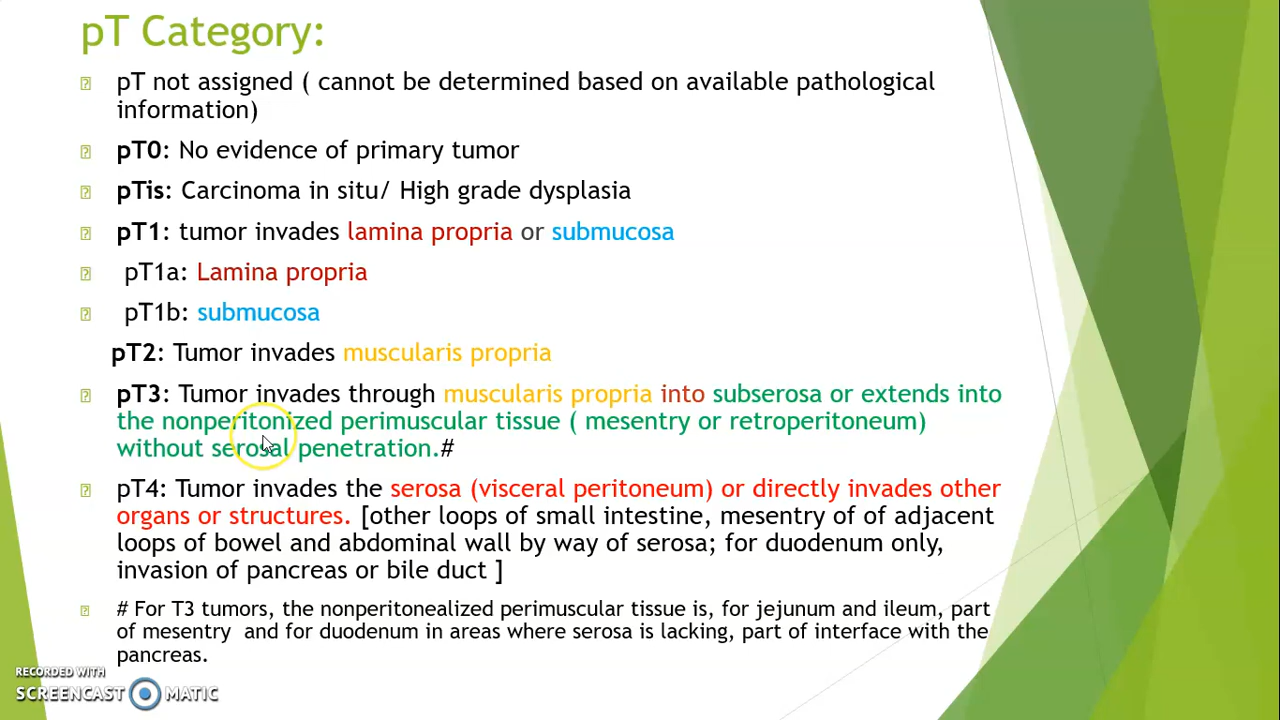 pT Category:
pT not assigned ( cannot be determined based on available pathological
information)
pT0: No evidence of primary tumor
pTis: Carcinoma in situ/ High grade dysplasia
pT1: tumor invades lamina propria or submucosa
pT1a: Lamina propria
pT1b: submucosa
pT2: Tumor invades muscularis propria
pT3: Tumor invades through muscularis propria into subserosa or extends into
the nonperitonized perimuscular tissue ( mesentry or retroperitoneum)
without serosal penetration.#
pT4: Tumor invades the serosa (visceral peritoneum) or directly invades other
organs or structures. [other loops of small intestine, mesentry of of adjacent
loops of bowel and abdominal wall by way of serosa; for duodenum only,
invasion of pancreas or bile duct ]
# For T3 tumors, the nonperitonealized perimuscular tissue is, for jejunum and ileum, part
of mesentry and for duodenum in areas where serosa is lacking, part of interface with the
pancreas.
RECORDED WITH
SCREENCAST MATIC